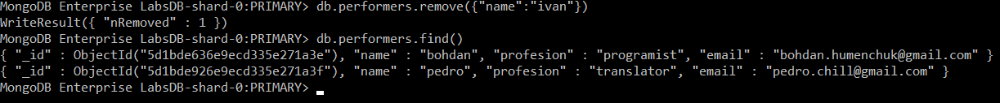 MongoDB Enterprise LabsDB-shard-0:PRIMARY> db.performers.remove({"name":"ivan"})
WriteResult({ "nRemoved" : 1 })
MongoDB Enterprise LabsDB-shard-0:PRIMARY> db.performers.find()
{ "_id" : ObjectId("5d1bde636e9ecd335e271a3e"), "name" : "bohdan", "profesion" : "programist", "email" : "bohdan.humenchuk@gmail.com" }
{ "_id" : ObjectId("5d1bde926e9ecd335e271a3f"), "name" : "pedro", "profesion" : "translator", "email" : "pedro.chill@gmail.com" }
MongoDB Enterprise LabsDB-shard-0:PRIMARY>